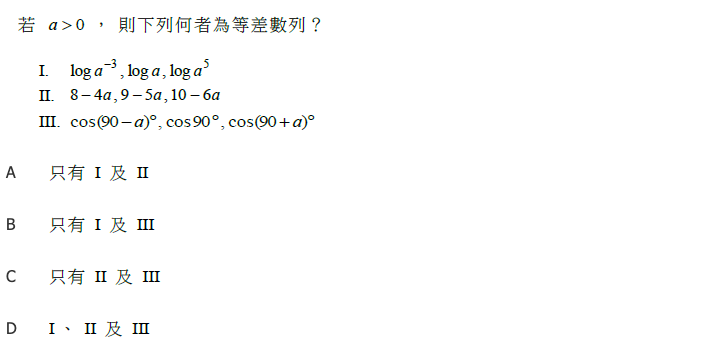 若 a > 0 ， 則下列何者為等差數列？
I. log a⁻³ , log a , log a⁵
II. 8 – 4a , 9 – 5a , 10 – 6a
III. cos(90 – a)° , cos 90° , cos(90 + a)°
A 只有 I 及 II
B 只有 I 及 III
C 只有 II 及 III
D I 、 II 及 III